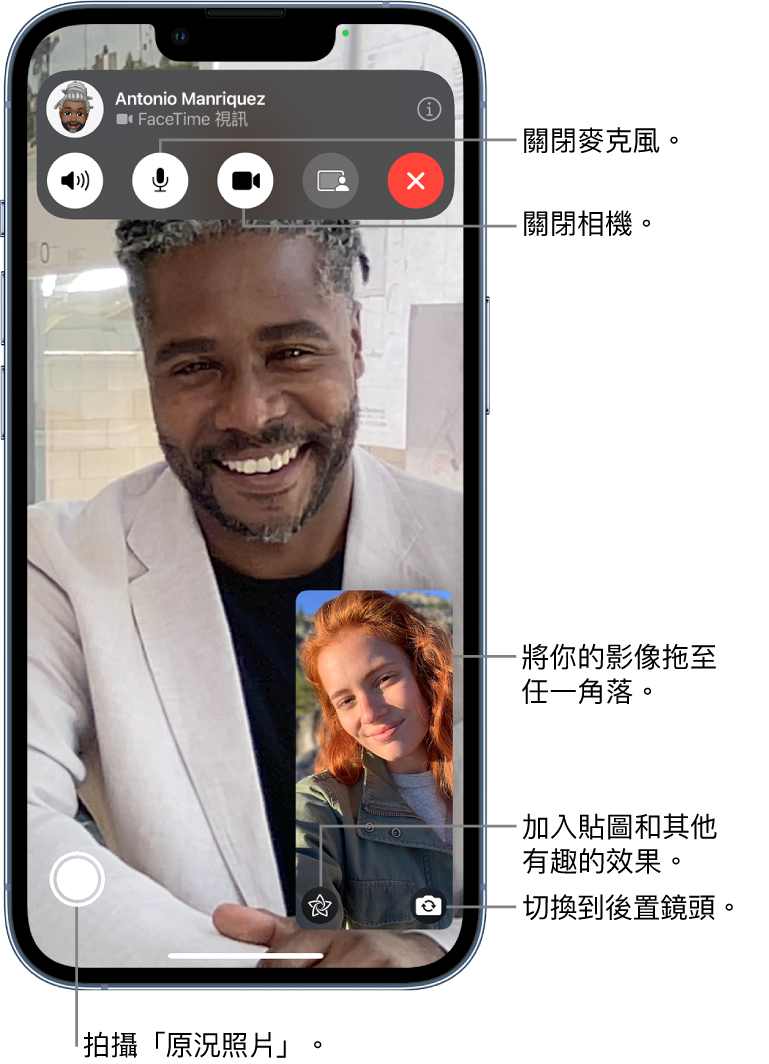 Antonio Manriquez
FaceTime 視訊
關閉麥克風。
關閉相機。
將你的影像拖至
任一角落。
加入貼圖和其他
有趣的效果。
切換到後置鏡頭。
拍攝「原況照片」。